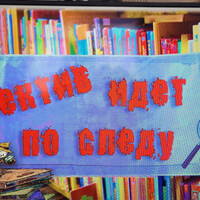 ектив идет
по следу